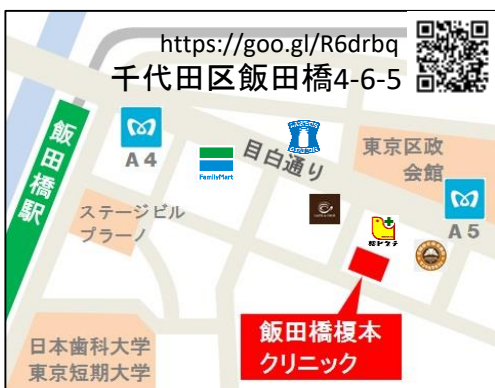 https://goo.gl/R6drbq
千代田区飯田橋4-6-5
飯田橋駅
A4
FamilyMart
LAWSON
STATION
目白通り
東京区政
会館
A5
ステージビル
プラーノ
飯田橋榎本
クリニック
日本歯科大学
東京短期大学